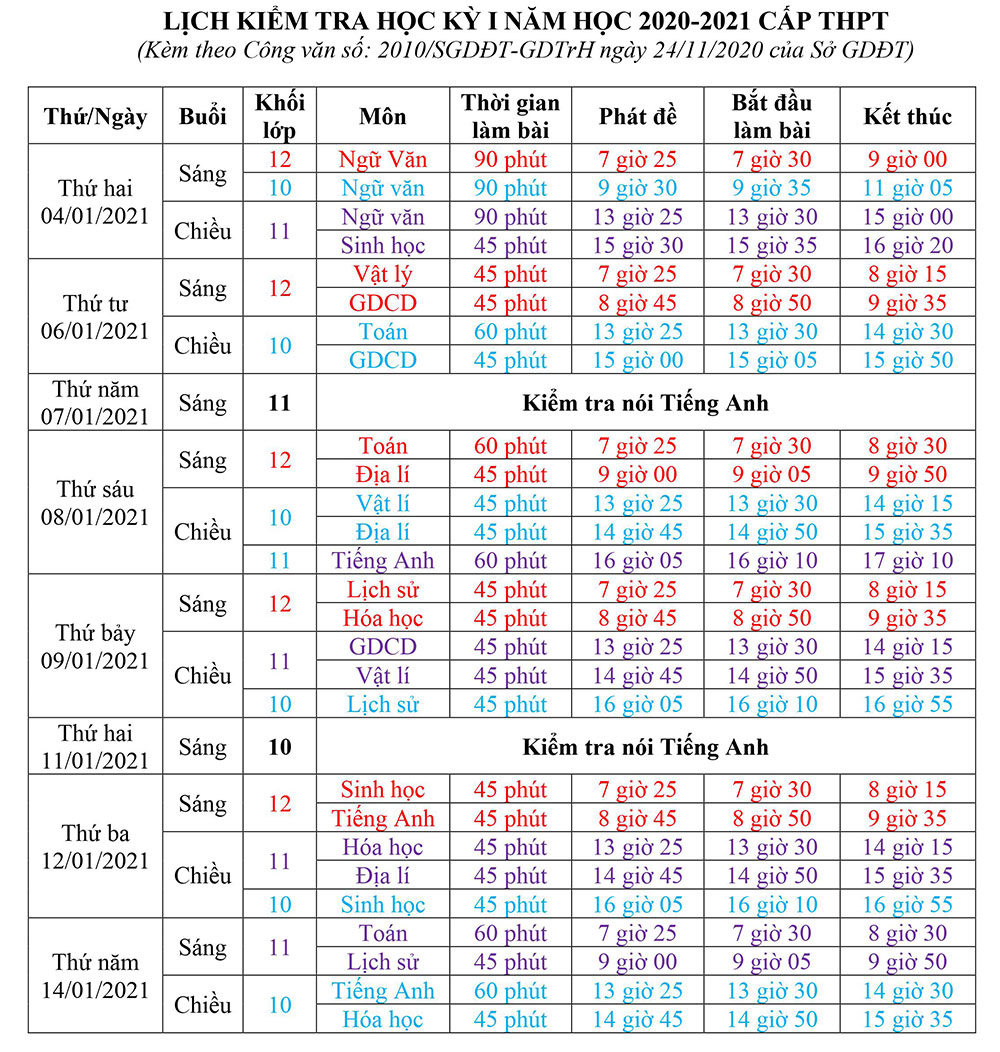 LỊCH KIỂM TRA HỌC KỲ I NĂM HỌC 2020-2021 CẤP THPT
(Kèm theo Công văn số: 2010/SGDĐT-GDTrH ngày 24/11/2020 của Sở GDĐT)
Thứ/Ngày Buổi Khối lớp Môn Thời gian làm bài Phát đề Bắt đầu làm bài Kết thúc
Thứ hai 04/01/2021 Sáng 12 Ngữ Văn 90 phút 7 giờ 25 7 giờ 30 9 giờ 00
10 Ngữ văn 90 phút 9 giờ 30 9 giờ 35 11 giờ 05
Chiều 11 Ngữ văn 90 phút 13 giờ 25 13 giờ 30 15 giờ 00
Sinh học 45 phút 15 giờ 30 15 giờ 35 16 giờ 20
Thứ tư 06/01/2021 Sáng 12 Vật lý 45 phút 7 giờ 25 7 giờ 30 8 giờ 15
GDCD 45 phút 8 giờ 45 8 giờ 50 9 giờ 35
Chiều 10 Toán 60 phút 13 giờ 25 13 giờ 30 14 giờ 30
GDCD 45 phút 15 giờ 00 15 giờ 05 15 giờ 50
Thứ năm 07/01/2021 Sáng 11 Kiểm tra nói Tiếng Anh
Thứ sáu 08/01/2021 Sáng 12 Toán 60 phút 7 giờ 25 7 giờ 30 8 giờ 30
Địa lí 45 phút 9 giờ 00 9 giờ 05 9 giờ 50
Chiều 10 Vật lí 45 phút 13 giờ 25 13 giờ 30 14 giờ 15
Địa lí 45 phút 14 giờ 45 14 giờ 50 15 giờ 35
11 Tiếng Anh 60 phút 16 giờ 05 16 giờ 10 17 giờ 10
Thứ bảy 09/01/2021 Sáng 12 Lịch sử 45 phút 7 giờ 25 7 giờ 30 8 giờ 15
Hóa học 45 phút 8 giờ 45 8 giờ 50 9 giờ 35
Chiều 11 GDCD 45 phút 13 giờ 25 13 giờ 30 14 giờ 15
Vật lí 45 phút 14 giờ 45 14 giờ 50 15 giờ 35
10 Lịch sử 45 phút 16 giờ 05 16 giờ 10 16 giờ 55
Thứ hai 11/01/2021 Sáng 10 Kiểm tra nói Tiếng Anh
Thứ ba 12/01/2021 Sáng 12 Sinh học 45 phút 7 giờ 25 7 giờ 30 8 giờ 15
Tiếng Anh 45 phút 8 giờ 45 8 giờ 50 9 giờ 35
Chiều 11 Hóa học 45 phút 13 giờ 25 13 giờ 30 14 giờ 15
Địa lí 45 phút 14 giờ 45 14 giờ 50 15 giờ 35
10 Sinh học 45 phút 16 giờ 05 16 giờ 10 16 giờ 55
Thứ năm 14/01/2021 Sáng 11 Toán 60 phút 7 giờ 25 7 giờ 30 8 giờ 30
Lịch sử 45 phút 9 giờ 00 9 giờ 05 9 giờ 50
Chiều 10 Tiếng Anh 60 phút 13 giờ 25 13 giờ 30 14 giờ 30
Hóa học 45 phút 14 giờ 45 14 giờ 50 15 giờ 35